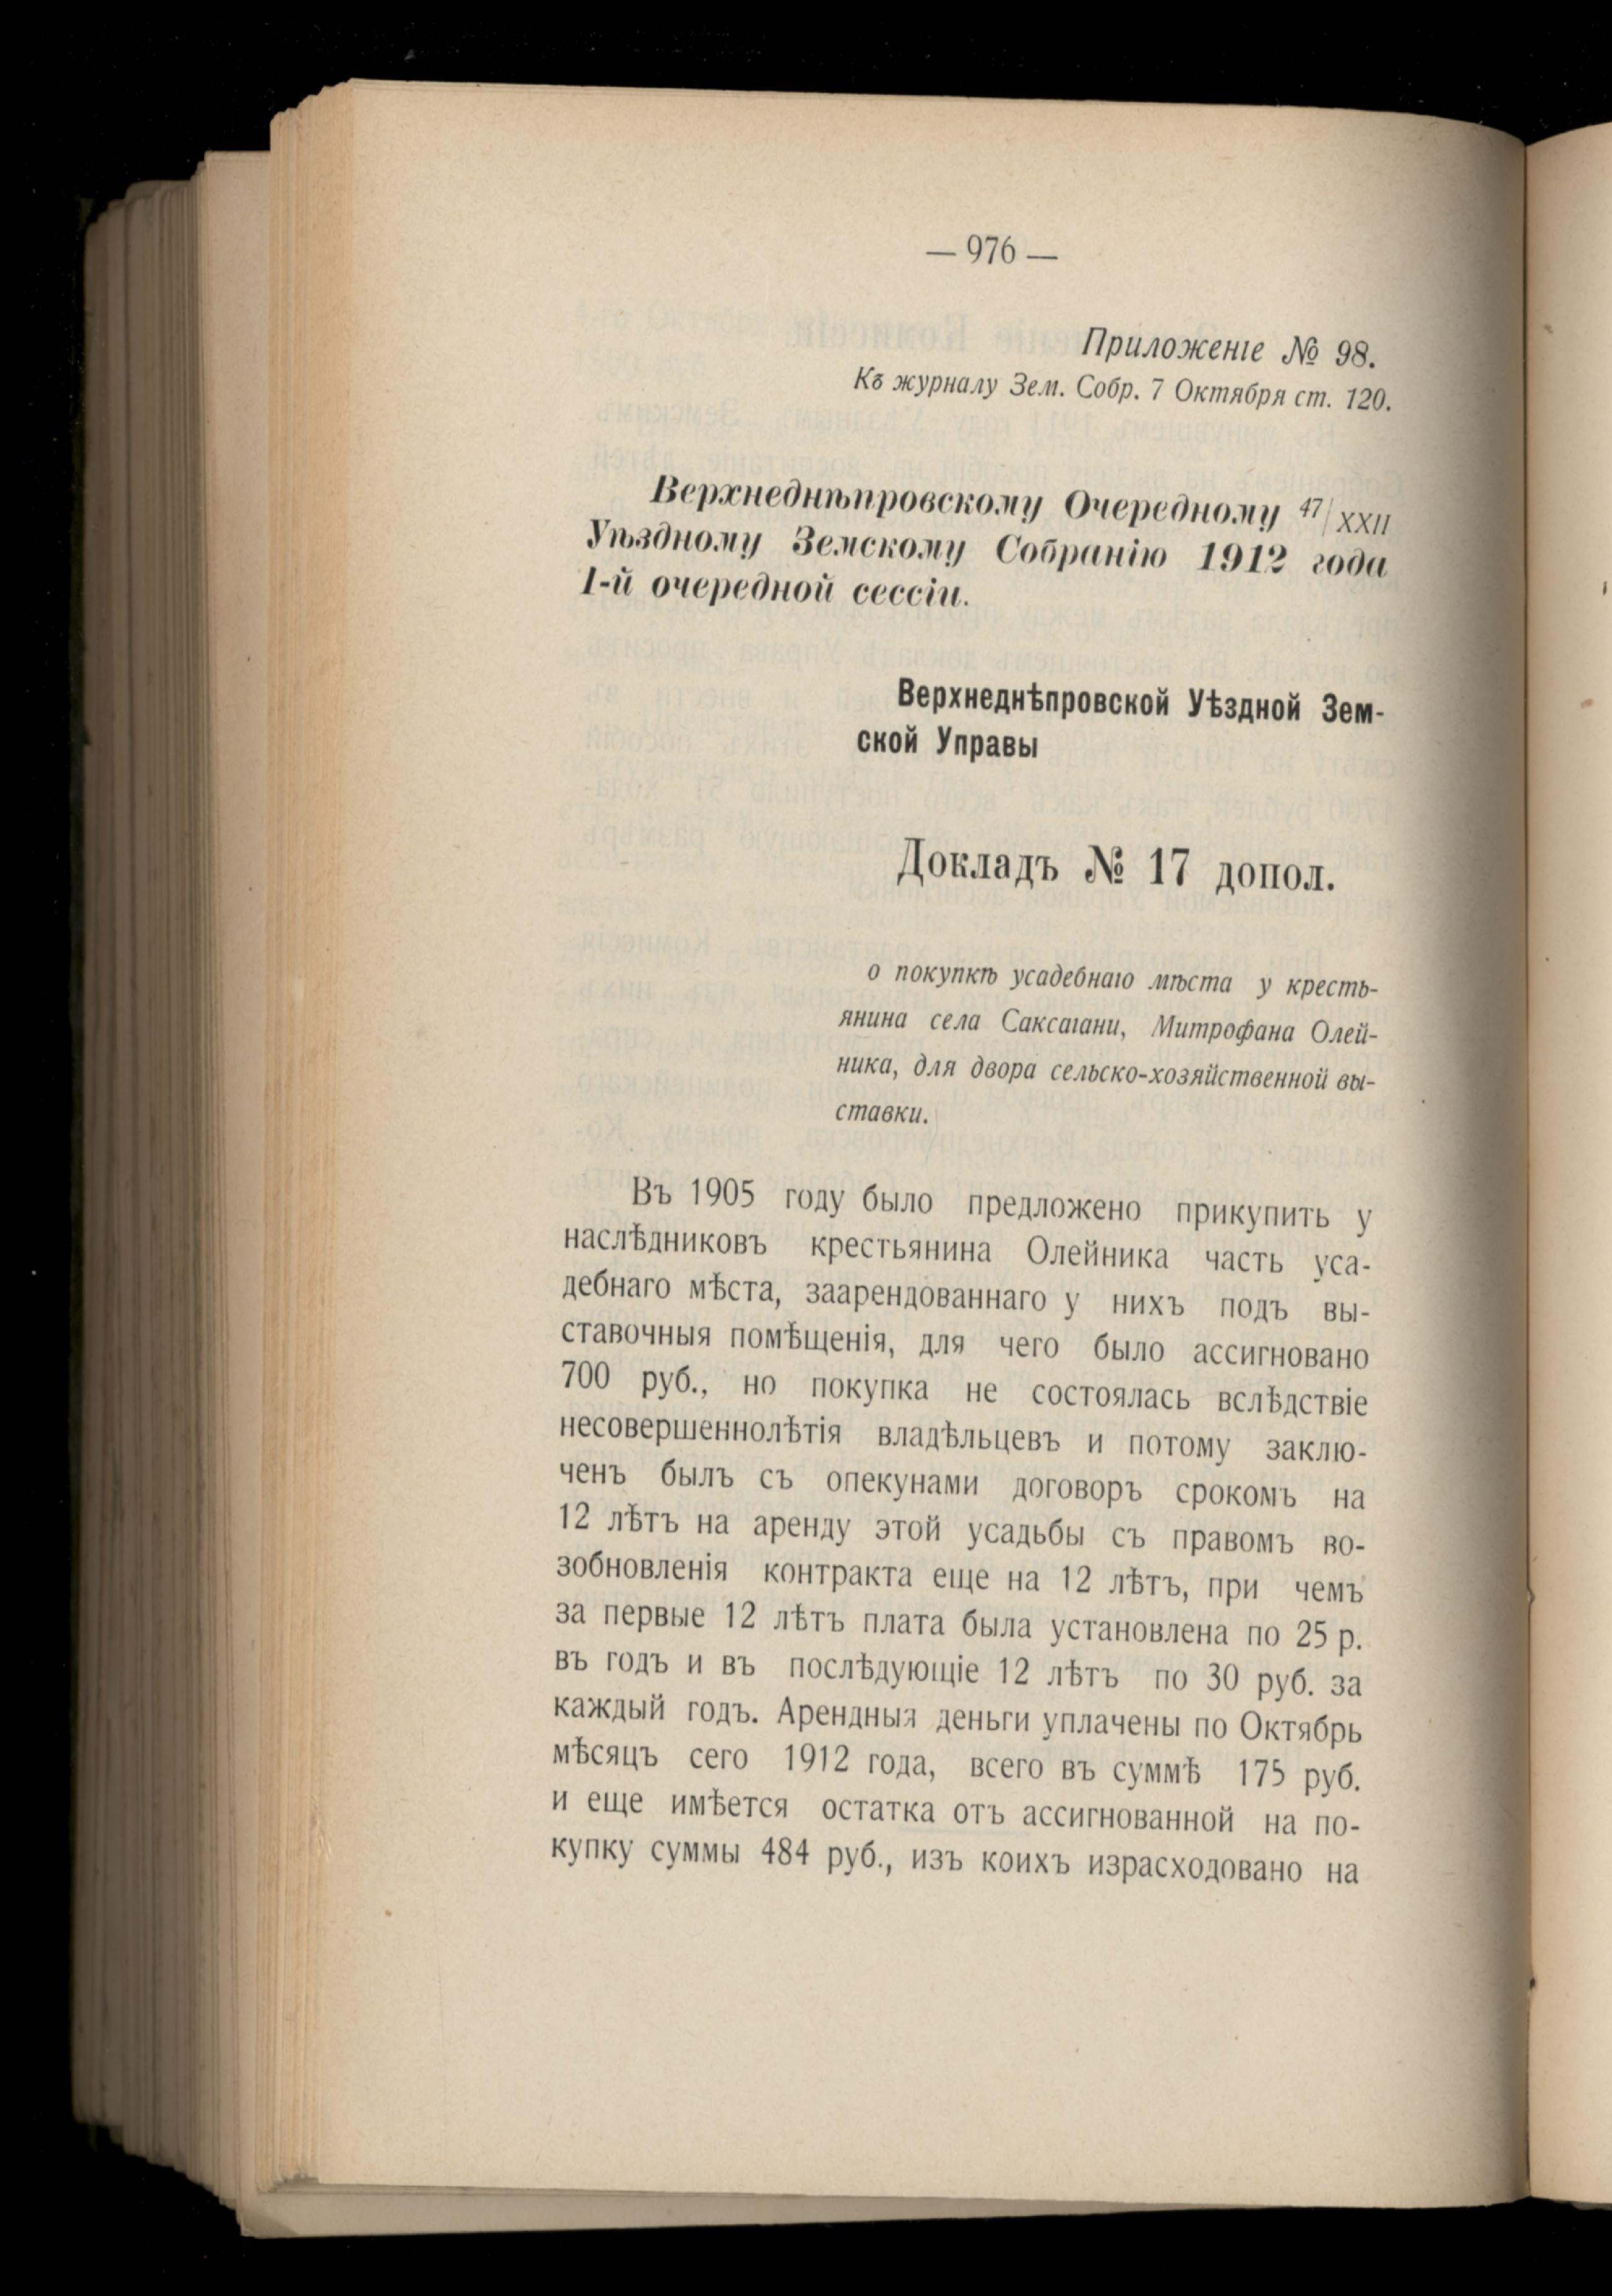 — 976 —
Приложеніе № 98.
Къ журналу Зем. Собр. 7 Октября ст. 120.
Верхнеднѣпровскому Очередному 47/XXII
Уѣздному Земскому Собранію 1912 года
1-й очередной сессіи.
Верхнеднѣпровской Уѣздной Зем-
ской Управы
Докладъ № 17 допол.
о покупкѣ усадебнаго мѣста у кресть-
янина села Саксагани, Митрофана Олей-
ника, для двора сельско-хозяйственной вы-
ставки.
Въ 1905 году было предложено прикупить у
наслѣдниковъ крестьянина Олейника часть уса-
дебнаго мѣста, заарендованнаго у нихъ подъ вы-
ставочныя помѣщенія, для чего было ассигновано
700 руб., но покупка не состоялась вслѣдствіе
несовершеннолѣтія владѣльцевъ и потому заклю-
ченъ былъ съ опекунами договоръ срокомъ на
12 лѣтъ на аренду этой усадьбы съ правомъ во-
зобновленія контракта еще на 12 лѣтъ, при чемъ
за первые 12 лѣтъ плата была установлена по 25 р.
въ годъ и въ послѣдующіе 12 лѣтъ по 30 руб. за
каждый годъ. Арендныя деньги уплачены по Октябрь
мѣсяцъ сего 1912 года, всего въ суммѣ 175 руб.
и еще имѣется остатка отъ ассигнованной на по-
купку суммы 484 руб., изъ коихъ израсходовано на